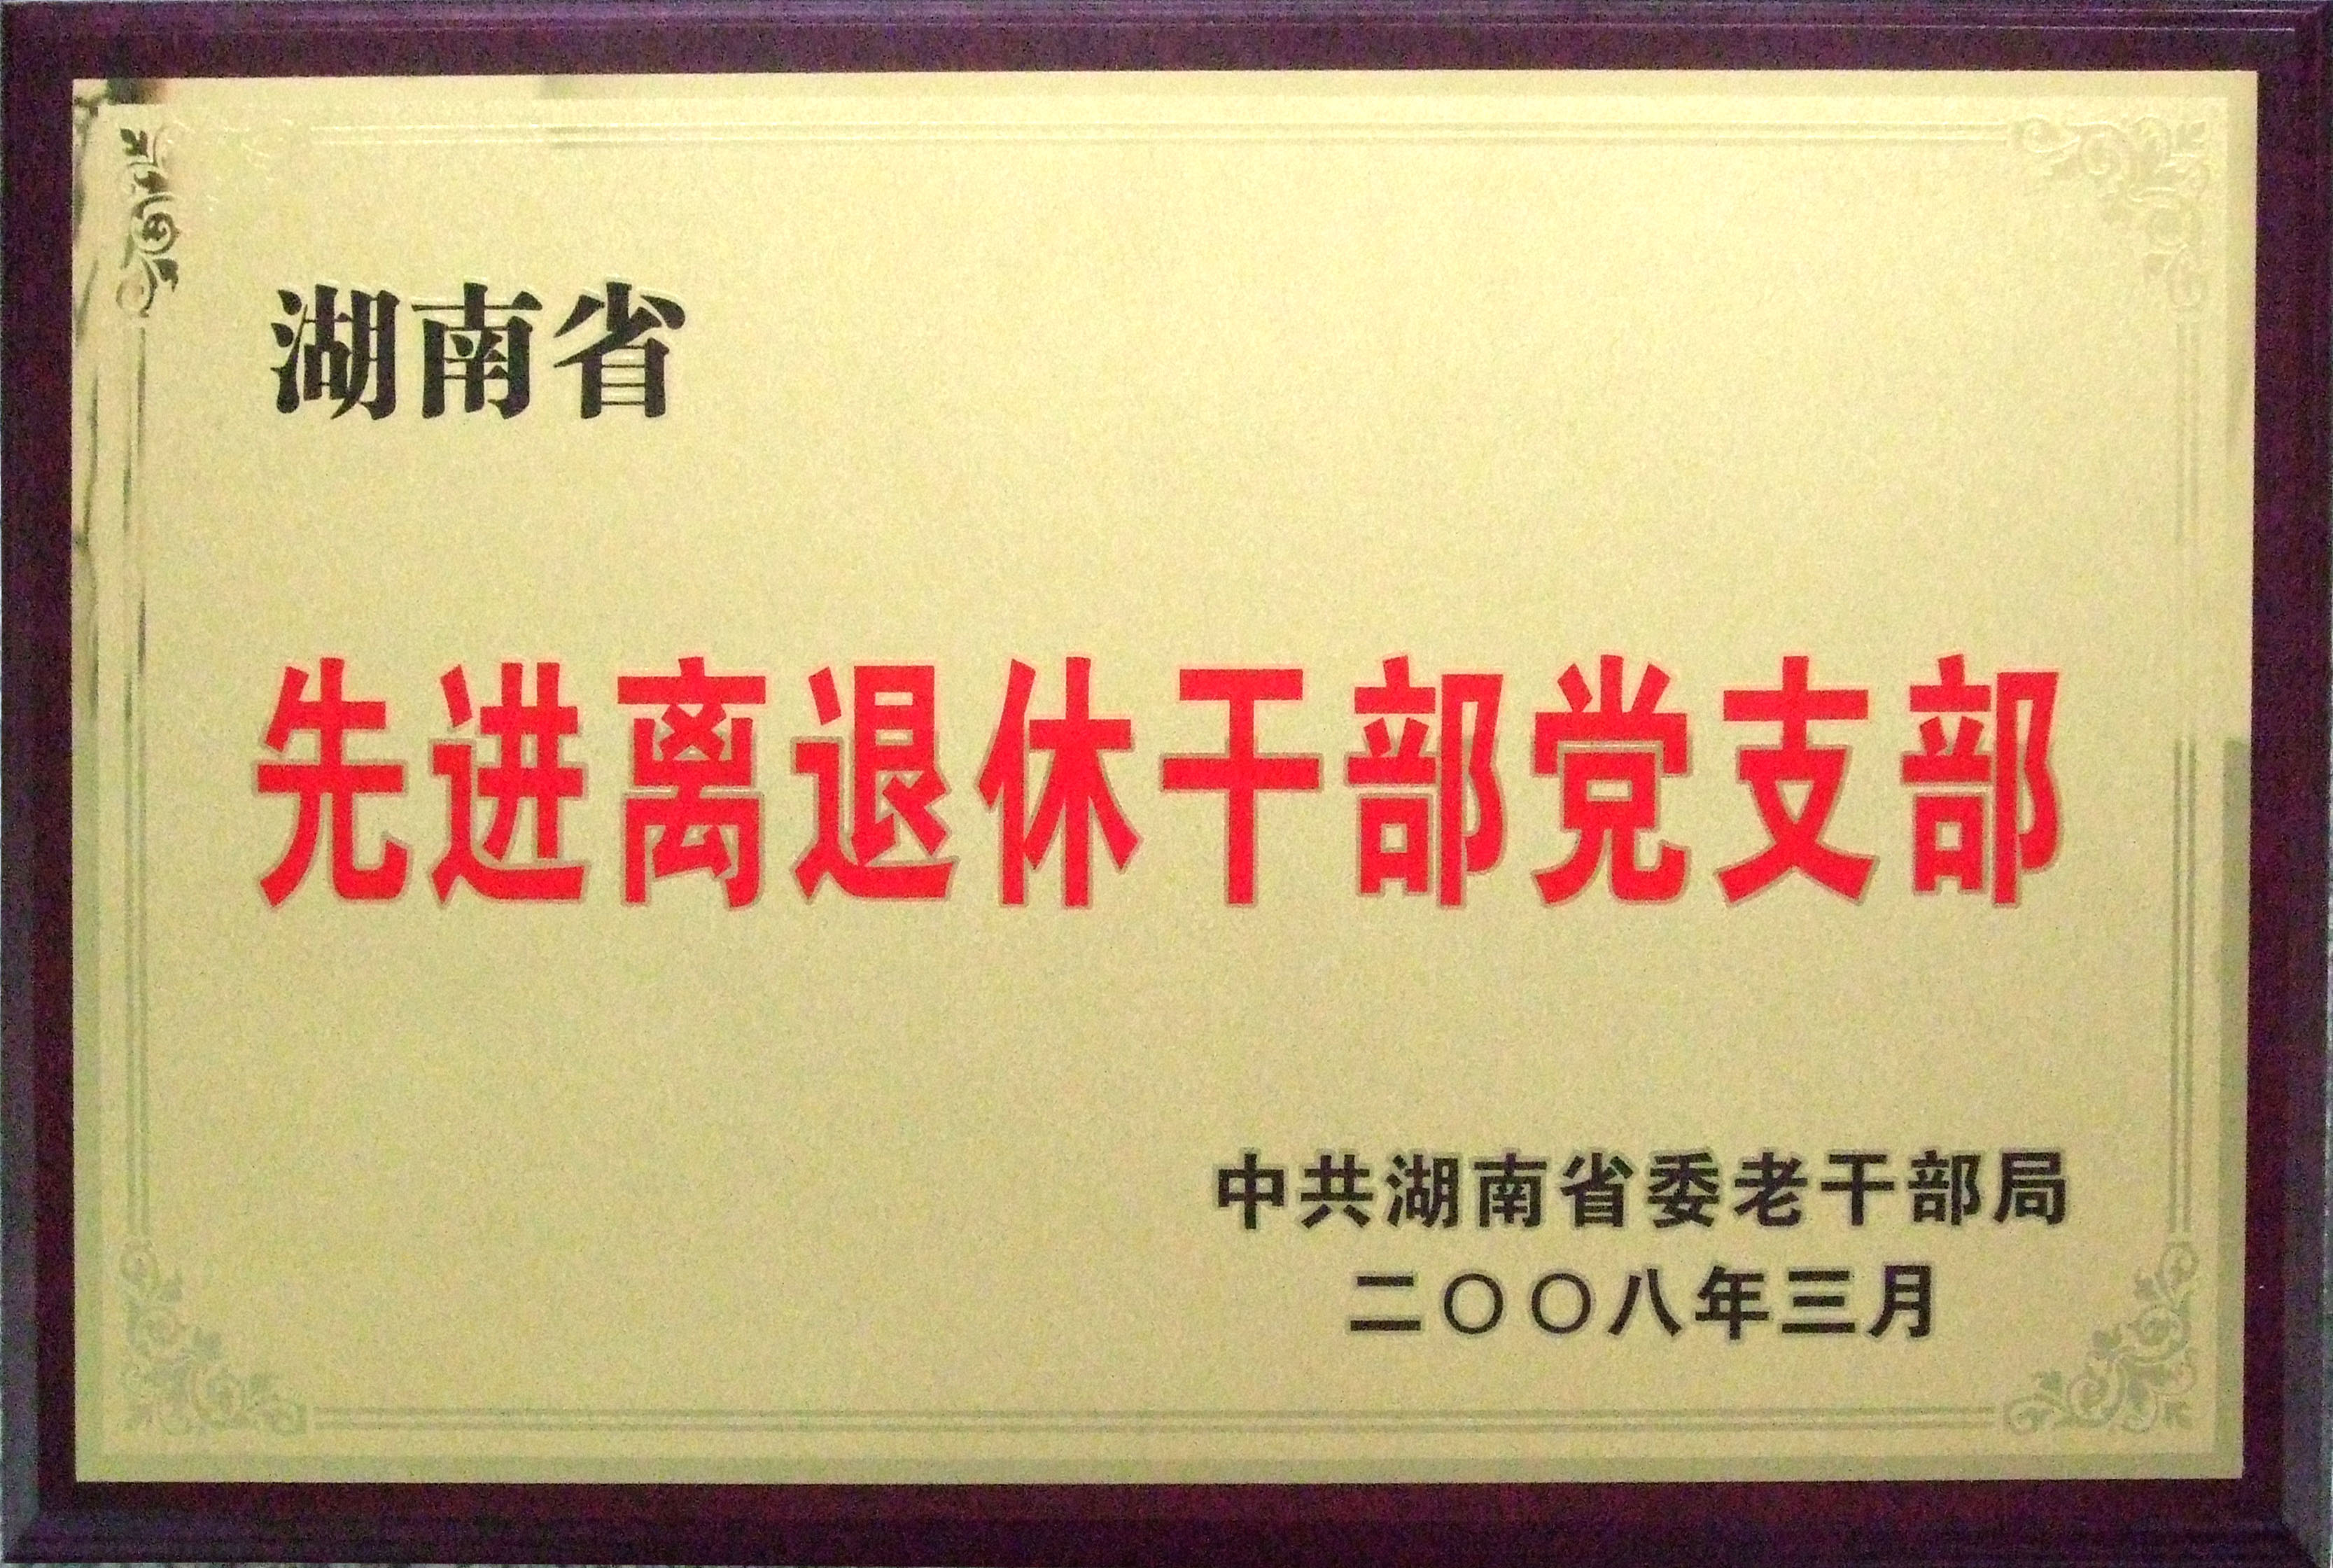 湖南省
先进离退休干部党支部
中共湖南省委老干部局
二〇〇八年三月